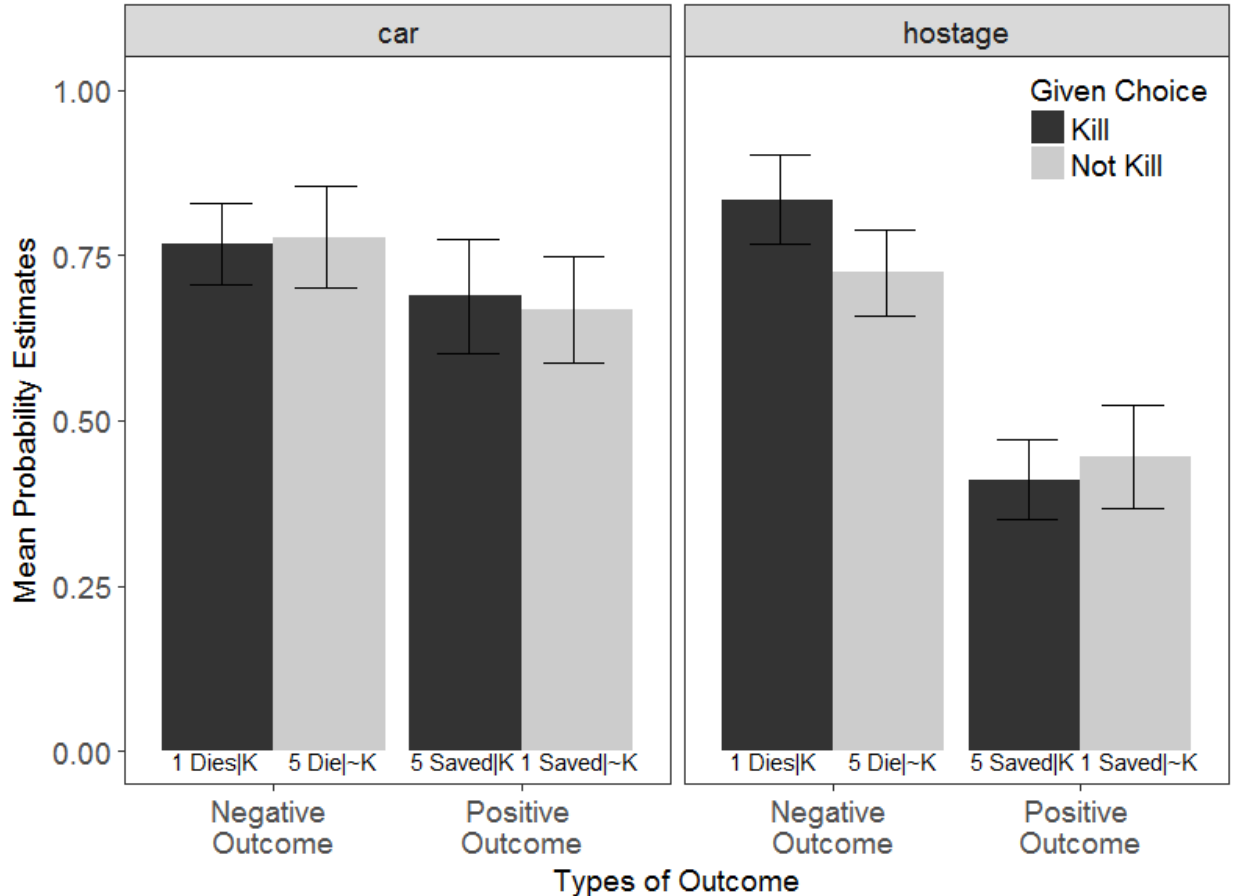 car
hostage
Given Choice
Kill
Not Kill
Mean Probability Estimates
1.00
0.75
0.50
0.25
0.00
1 Dies|K
5 Die|~K
5 Saved|K
1 Saved|~K
1 Dies|K
5 Die|~K
5 Saved|K
1 Saved|~K
Negative
Outcome
Positive
Outcome
Negative
Outcome
Positive
Outcome
Types of Outcome